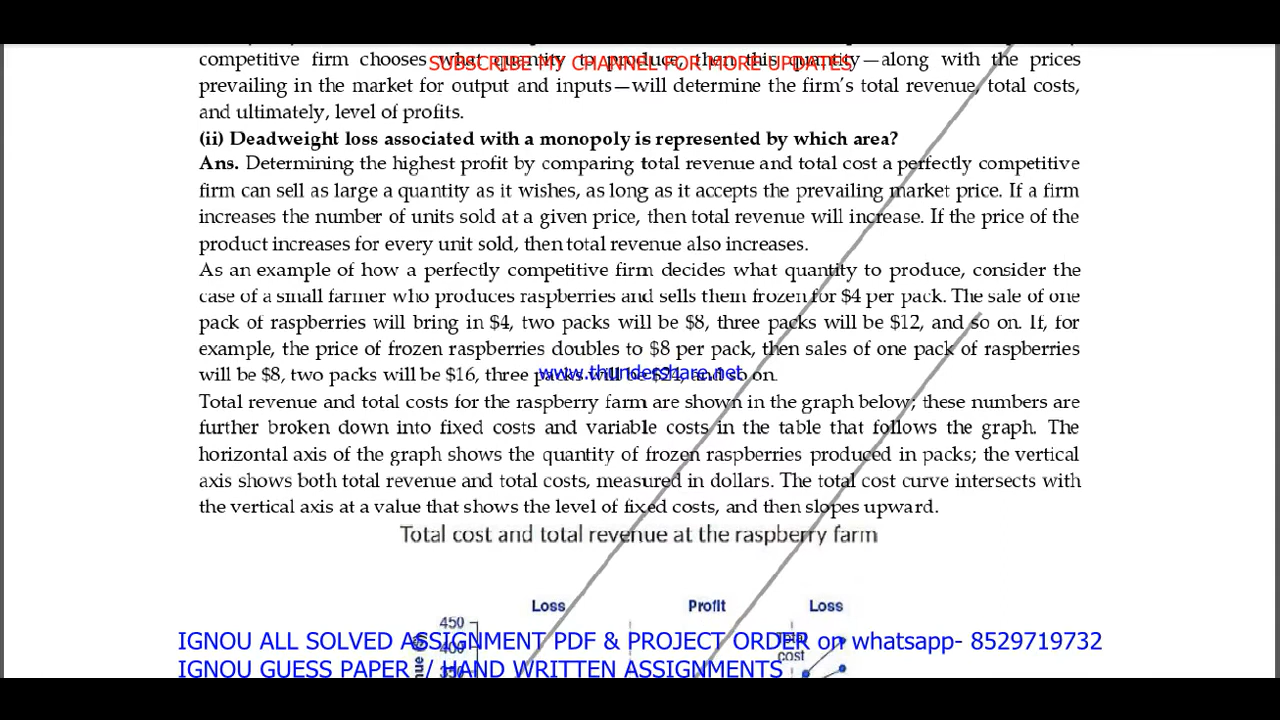 competitive firm chooses what quantity to produce, then this quantity—along with the prices
SUBSCRIBE MY CHANNEL FOR MORE UPDATES
prevailing in the market for output and inputs—will determine the firm's total revenue, total costs,
and ultimately, level of profits.
(ii) Deadweight loss associated with a monopoly is represented by which area?
Ans. Determining the highest profit by comparing total revenue and total cost a perfectly competitive
firm can sell as large a quantity as it wishes, as long as it accepts the prevailing market price. If a firm
increases the number of units sold at a given price, then total revenue will increase. If the price of the
product increases for every unit sold, then total revenue also increases.
As an example of how a perfectly competitive firm decides what quantity to produce, consider the
case of a small farmer who produces raspberries and sells them frozen for $4 per pack. The sale of one
pack of raspberries will bring in $4, two packs will be $8, three packs will be $12, and so on. If, for
example, the price of frozen raspberries doubles to $8 per pack, then sales of one pack of raspberries
will be $8, two packs will be $16, three packs will be $24, and so on.
www.thundershare.net
Total revenue and total costs for the raspberry farm are shown in the graph below; these numbers are
further broken down into fixed costs and variable costs in the table that follows the graph. The
horizontal axis of the graph shows the quantity of frozen raspberries produced in packs; the vertical
axis shows both total revenue and total costs, measured in dollars. The total cost curve intersects with
the vertical axis at a value that shows the level of fixed costs, and then slopes upward.
Total cost and total revenue at the raspberry farm
Loss Profit Loss
450
IGNOU ALL SOLVED ASSIGNMENT PDF & PROJECT ORDER on whatsapp- 8529719732
400
cost
IGNOU GUESS PAPER // HAND WRITTEN ASSIGNMENTS